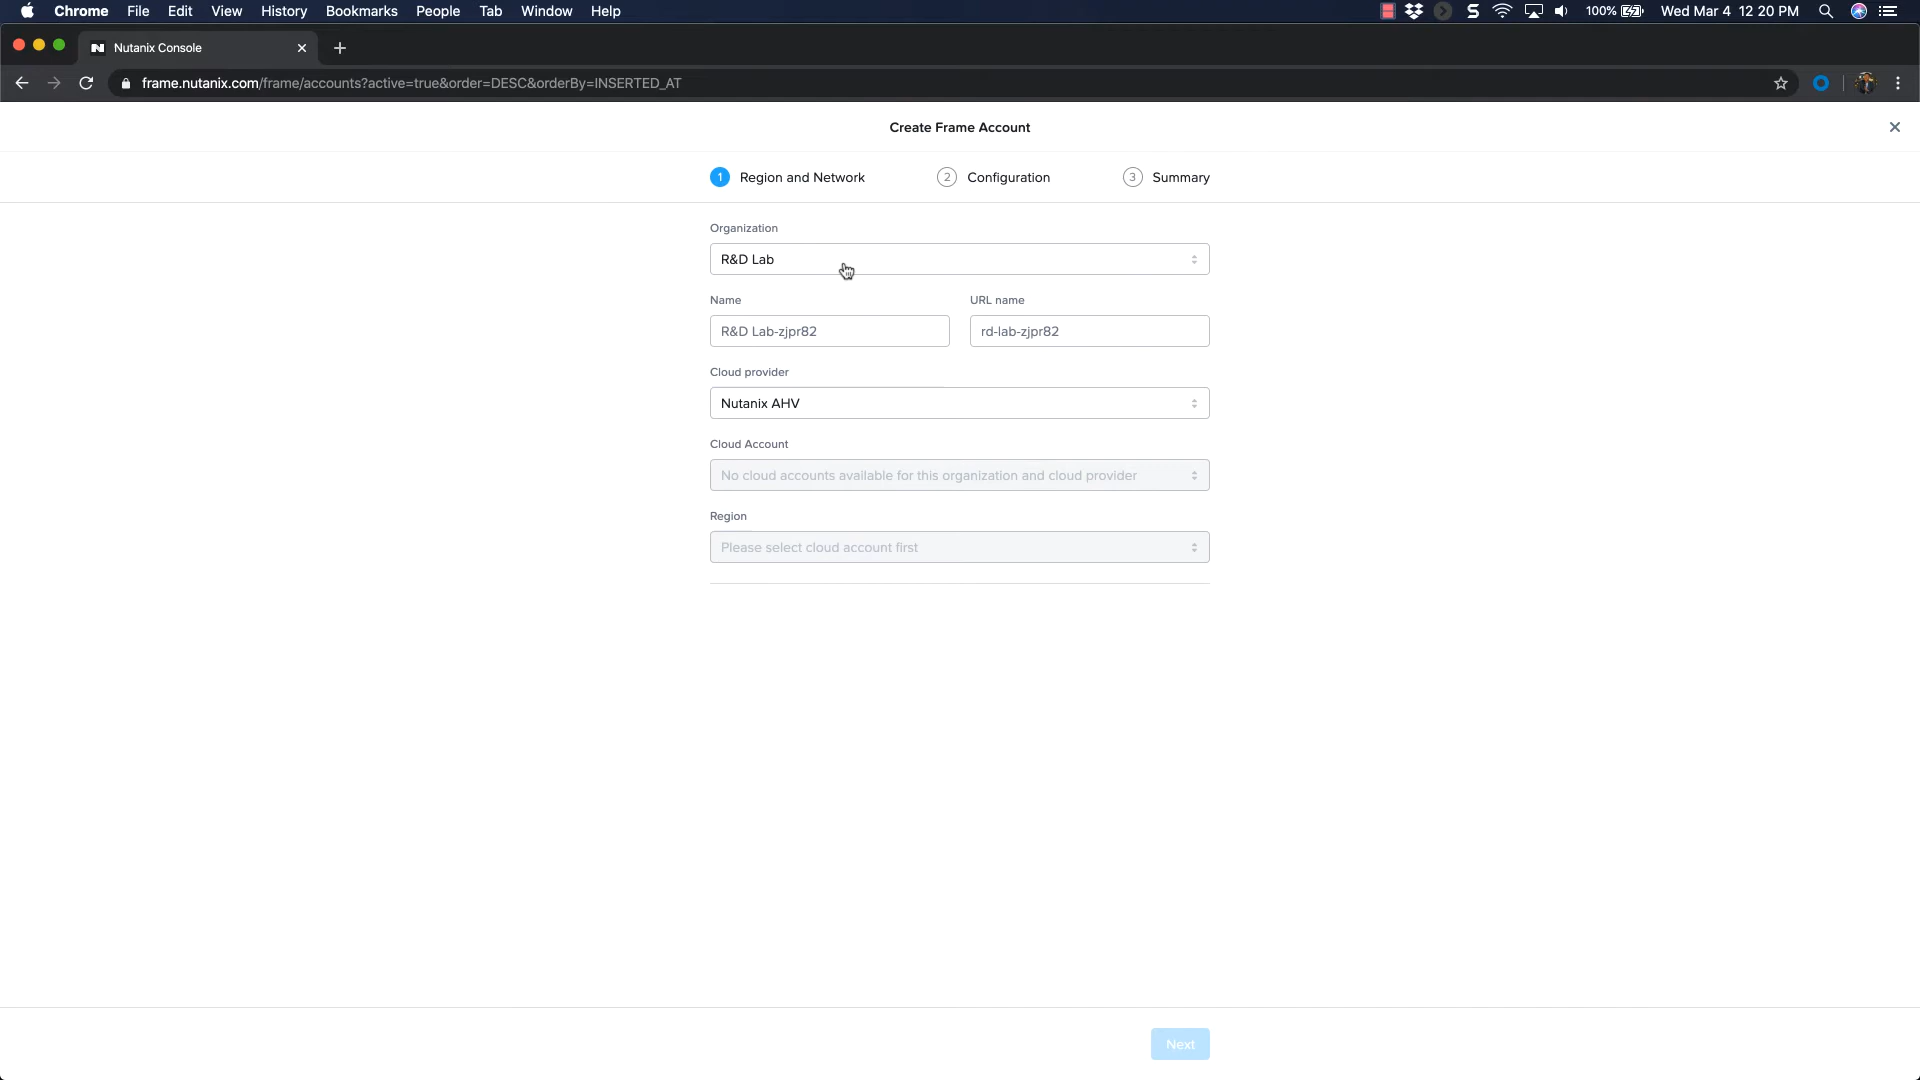 Chrome File Edit View History Bookmarks People Tab Window Help 100% Wed Mar 4 12 20 PM
Nutanix Console
frame.nutanix.com/frame/accounts?active=true&order=DESC&orderBy=INSERTED_AT
Create Frame Account
1 Region and Network 2 Configuration 3 Summary
Organization
R&D Lab
Name URL name
R&D Lab-zjpr82 rd-lab-zjpr82
Cloud provider
Nutanix AHV
Cloud Account
No cloud accounts available for this organization and cloud provider
Region
Please select cloud account first
Next